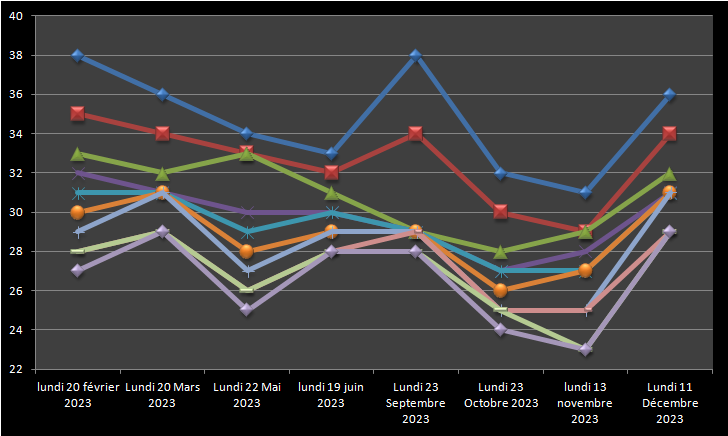 40
38
36
34
32
30
28
26
24
22
lundi 20 février
2023
Lundi 20 Mars
2023
Lundi 22 Mai
2023
lundi 19 juin
2023
Lundi 23
Septembre
2023
Lundi 23
Octobre 2023
lundi 13
novembre
2023
Lundi 11
Décembre
2023